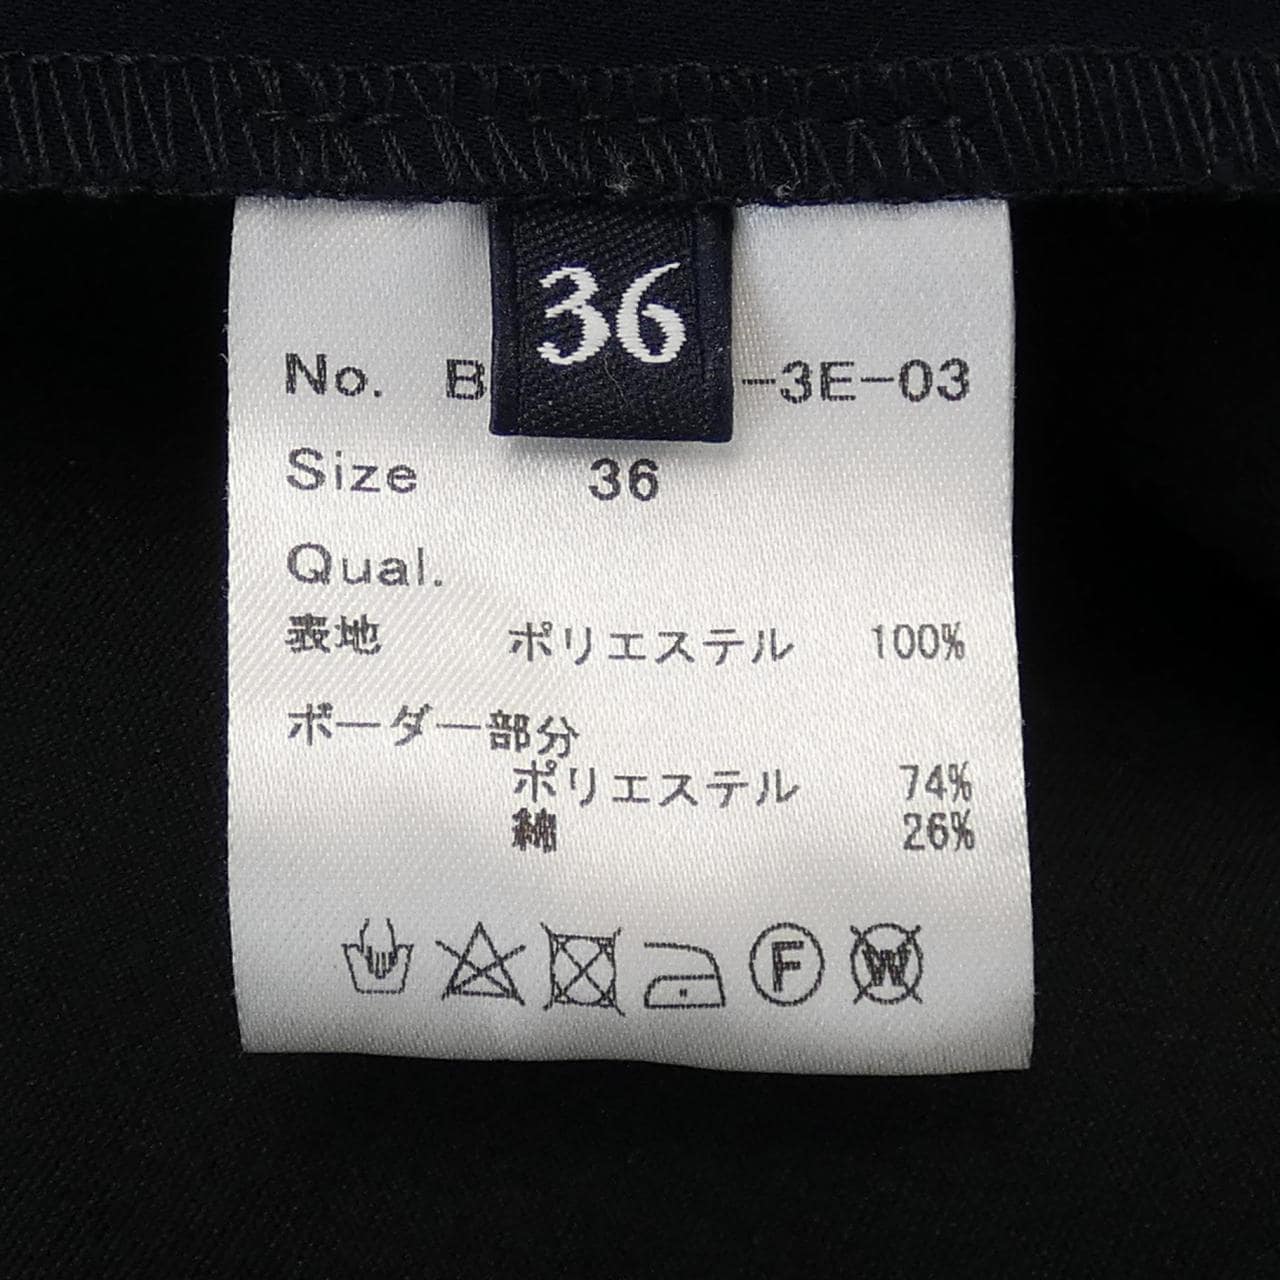 36
No. B -3E-03
Size 36
Qual.
表地 ポリエステル 100%
ボーダー部分
ポリエステル 74%
綿 26%
F W